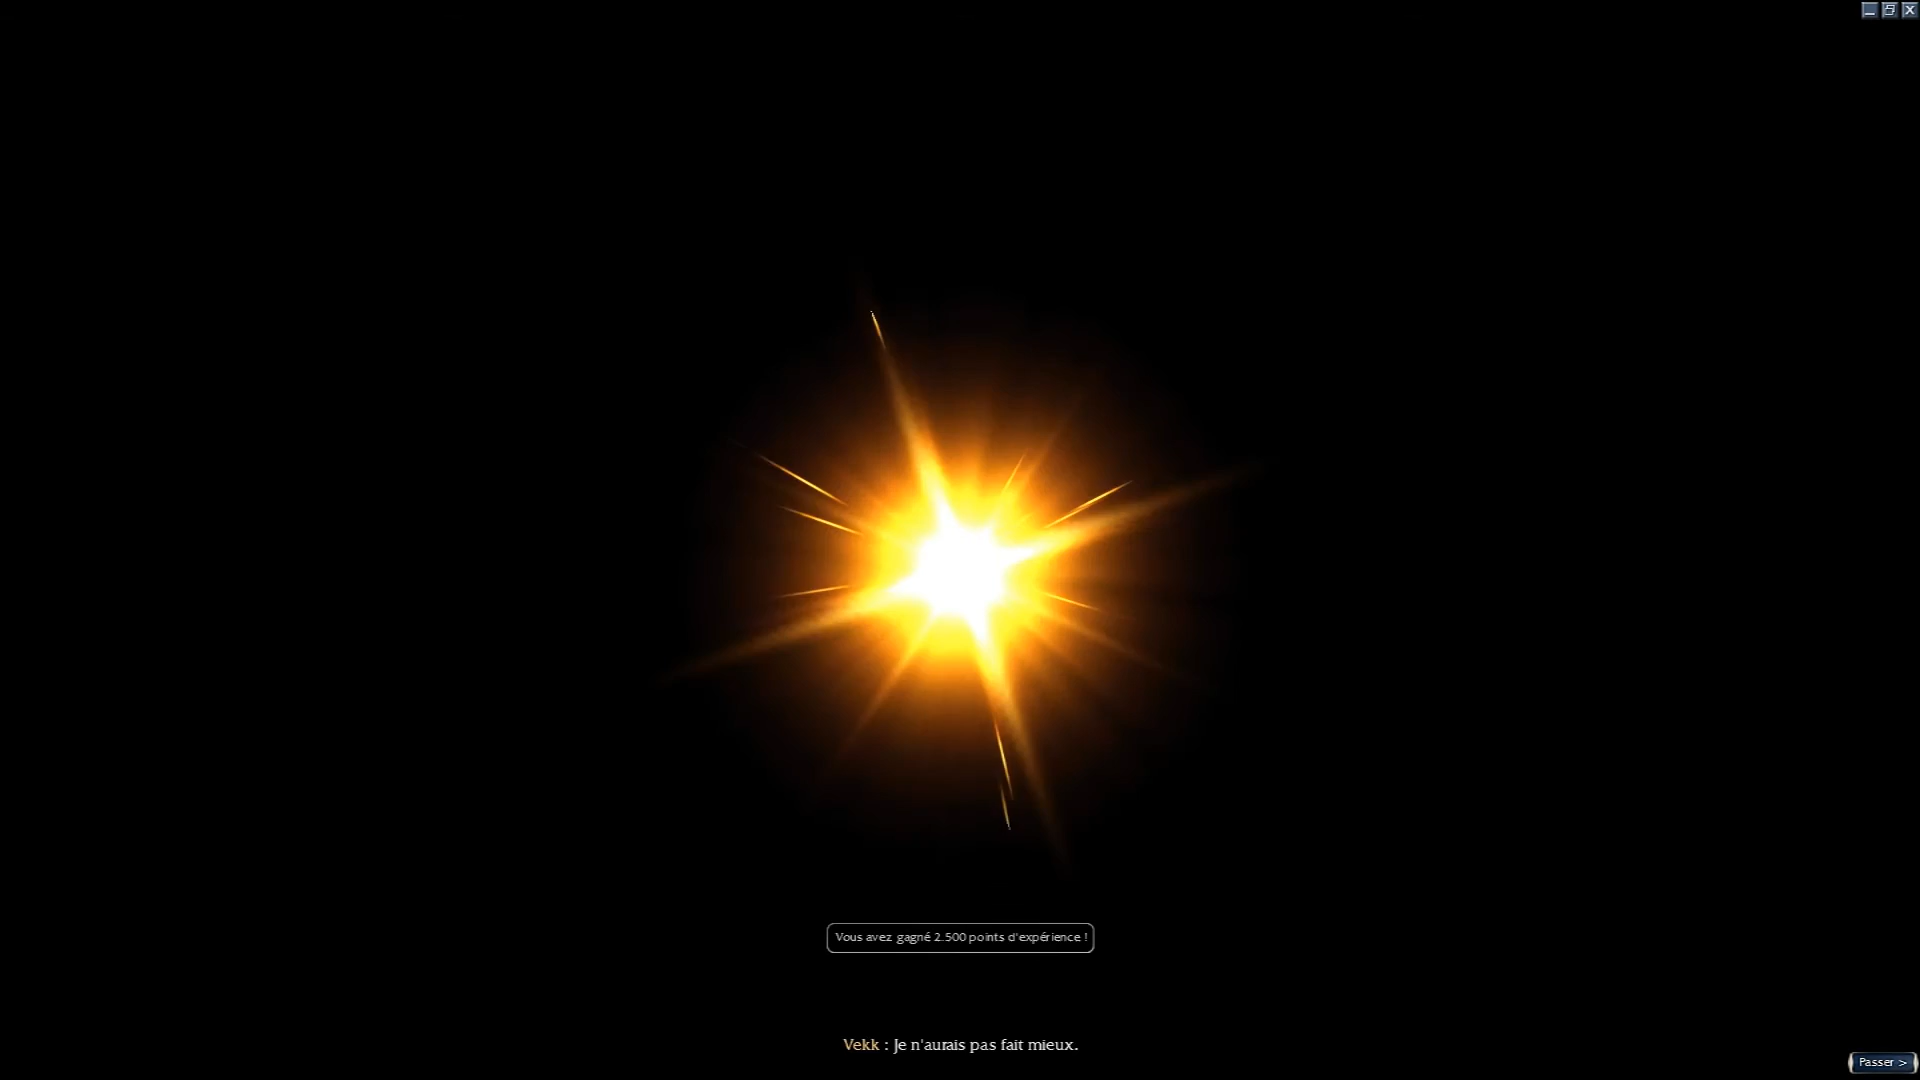 Vous avez gagné 2.500 points d'expérience !
Vekk : Je n'aurais pas fait mieux.
Passer >